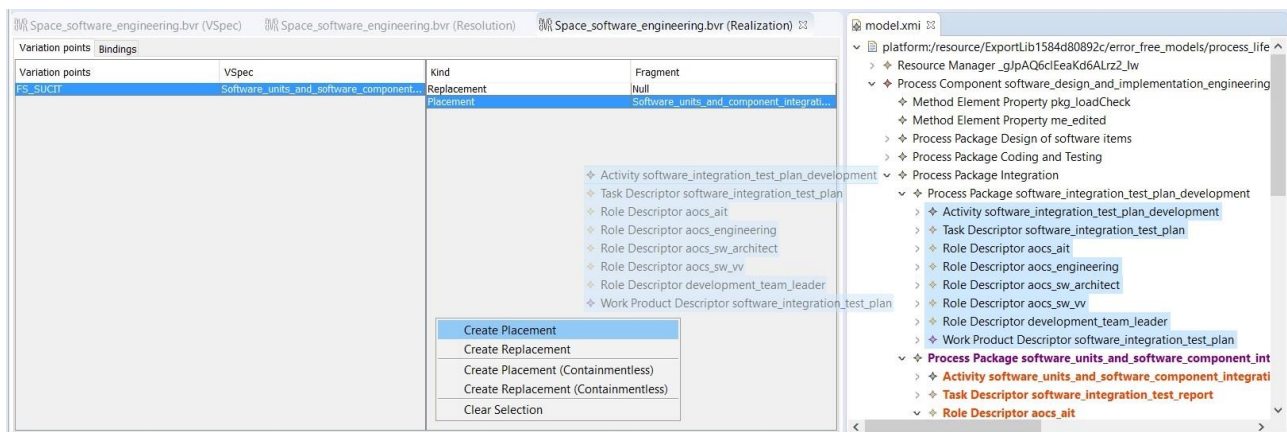 Space_software_engineering.bvr (VSpec)
Space_software_engineering.bvr (Resolution)
Space_software_engineering.bvr (Realization)
Variation points
Bindings
Variation points
VSpec
Kind
Fragment
FS_SUCIT
Software_units_and_software_component...
Replacement
Null
Placement
Software_units_and_component_integrati...
Activity software_integration_test_plan_development
Task Descriptor software_integration_test_plan
Role Descriptor aocs_ait
Role Descriptor aocs_engineering
Role Descriptor aocs_sw_architect
Role Descriptor aocs_sw_vv
Role Descriptor development_team_leader
Work Product Descriptor software_integration_test_plan
Create Placement
Create Replacement
Create Placement (Containmentless)
Create Replacement (Containmentless)
Clear Selection
model.xmi
platform:/resource/ExportLib1584d80892c/error_free_models/process_life
Resource Manager _gJpAQ6clEeaKd6ALrz2_lw
Process Component software_design_and_implementation_engineering
Method Element Property pkg_loadCheck
Method Element Property me_edited
Process Package Design of software items
Process Package Coding and Testing
Process Package Integration
Process Package software_integration_test_plan_development
Activity software_integration_test_plan_development
Task Descriptor software_integration_test_plan
Role Descriptor aocs_ait
Role Descriptor aocs_engineering
Role Descriptor aocs_sw_architect
Role Descriptor aocs_sw_vv
Role Descriptor development_team_leader
Work Product Descriptor software_integration_test_plan
Process Package software_units_and_software_component_int
Activity software_units_and_software_component_integrati
Task Descriptor software_integration_test_report
Role Descriptor aocs_ait